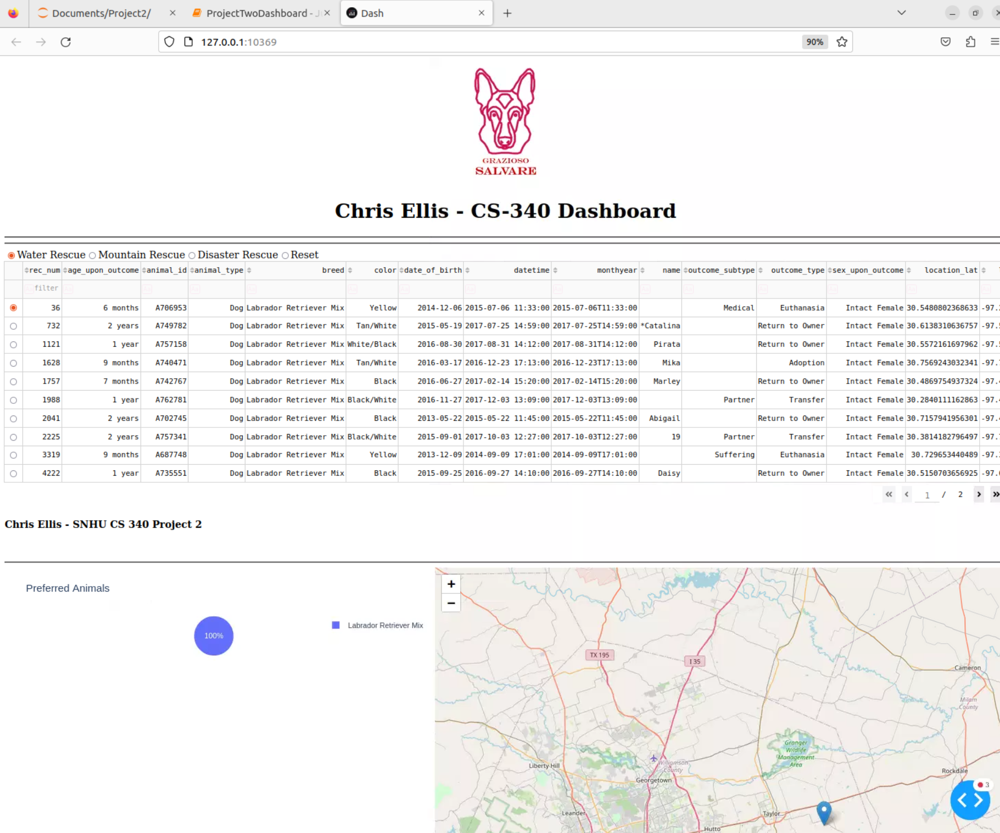 Documents/Project2/
ProjectTwoDashboard - J
Dash
127.0.0.1:10369
90%
GRAZIOSO
SALVARE
Chris Ellis - CS-340 Dashboard
Water Rescue Mountain Rescue Disaster Rescue Reset
rec_num age_upon_outcome animal_id animal_type breed color date_of_birth datetime monthyear name outcome_subtype outcome_type sex_upon_outcome location_lat
filter
36 6 months A706953 Dog Labrador Retriever Mix Yellow 2014-12-06 2015-07-06 11:33:00 2015-07-06T11:33:00 Medical Euthanasia Intact Female 30.5480802368633 -97.
732 2 years A749782 Dog Labrador Retriever Mix Tan/White 2015-05-19 2017-07-25 14:59:00 2017-07-25T14:59:00 *Catalina Return to Owner Intact Female 30.6138310636757 -97.
1121 1 year A757158 Dog Labrador Retriever Mix White/Black 2016-08-30 2017-08-31 14:12:00 2017-08-31T14:12:00 Pirata Return to Owner Intact Female 30.5572161697962 -97.
1628 9 months A740471 Dog Labrador Retriever Mix Tan/White 2016-03-17 2016-12-23 17:13:00 2016-12-23T17:13:00 Mika Adoption Intact Female 30.7569243032341 -97.
1757 7 months A742767 Dog Labrador Retriever Mix Black 2016-06-27 2017-02-14 15:20:00 2017-02-14T15:20:00 Marley Return to Owner Intact Female 30.4869754937324 -97.
1988 1 year A762781 Dog Labrador Retriever Mix Black/White 2016-11-27 2017-12-03 13:09:00 2017-12-03T13:09:00 Partner Transfer Intact Female 30.2840111162863 -97.
2041 2 years A702745 Dog Labrador Retriever Mix Black 2013-05-22 2015-05-22 11:45:00 2015-05-22T11:45:00 Abigail Return to Owner Intact Female 30.7157941956301 -97.
2225 2 years A757341 Dog Labrador Retriever Mix Black/White 2015-09-01 2017-10-03 12:27:00 2017-10-03T12:27:00 19 Partner Transfer Intact Female 30.3814182796497 -97.
3319 9 months A687748 Dog Labrador Retriever Mix Yellow 2013-12-09 2014-09-09 17:01:00 2014-09-09T17:01:00 Suffering Euthanasia Intact Female 30.729653440489 -97.
4222 1 year A735551 Dog Labrador Retriever Mix Black 2015-09-25 2016-09-27 14:10:00 2016-09-27T14:10:00 Daisy Return to Owner Intact Female 30.5150703656925 -97.
« ‹ 1 / 2 › »
Chris Ellis - SNHU CS 340 Project 2
Preferred Animals
100%
Labrador Retriever Mix
+
−
TX 195
I 35
Cameron
Milam
County
Granger
Wildlife
Management
Area
Liberty Hill
Williamson
County
Georgetown
Rockdale
3
Leander
Taylor
Hutto